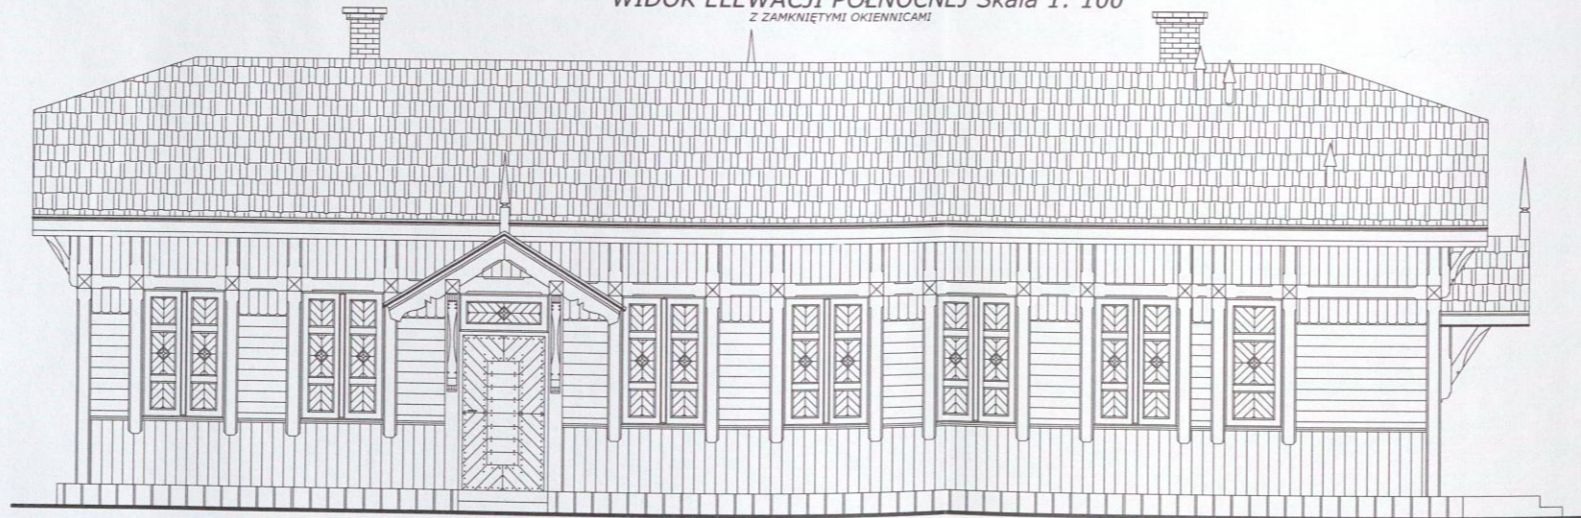 WIDOK ELEWACJI PÓŁNOCNEJ Skala 1: 100
Z ZAMKNIĘTYMI OKIENNICAMI